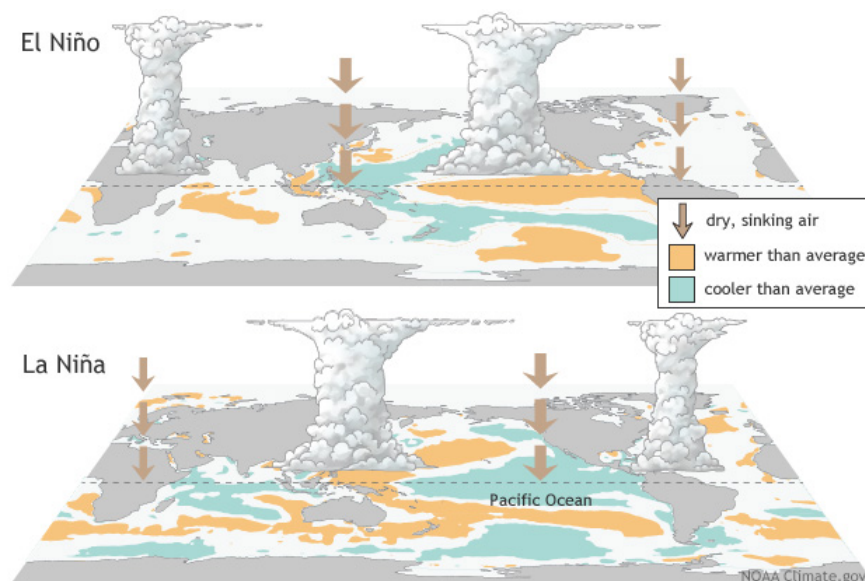 El Niño
dry, sinking air
warmer than average
cooler than average
La Niña
Pacific Ocean
NOAA Climate.gov